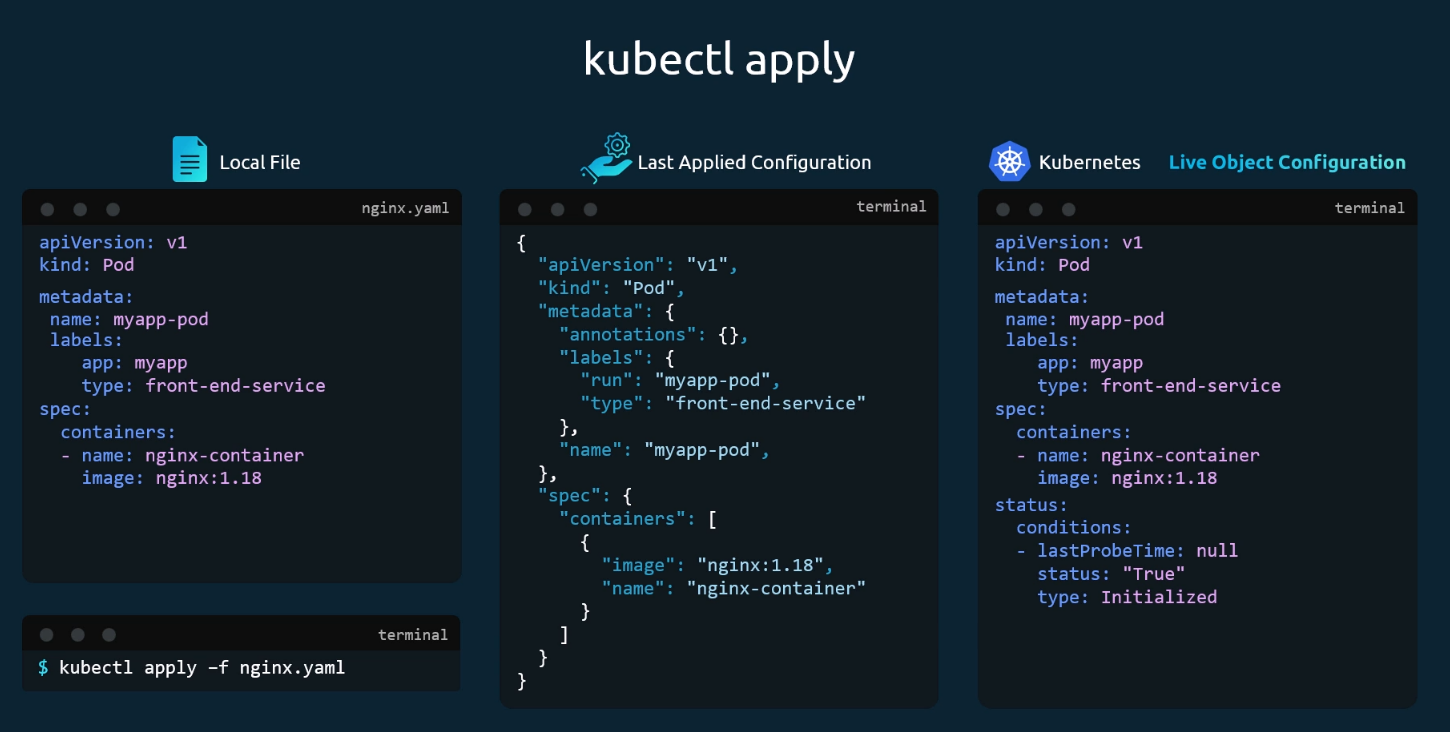 kubectl apply
Local File
nginx.yaml
apiVersion: v1
kind: Pod
metadata:
 name: myapp-pod
 labels:
    app: myapp
    type: front-end-service
spec:
  containers:
  - name: nginx-container
    image: nginx:1.18
terminal
$ kubectl apply –f nginx.yaml
Last Applied Configuration
terminal
{
  "apiVersion": "v1",
  "kind": "Pod",
  "metadata": {
    "annotations": {},
    "labels": {
      "run": "myapp-pod",
      "type": "front-end-service"
    },
    "name": "myapp-pod",
  },
  "spec": {
    "containers": [
      {
        "image": "nginx:1.18",
        "name": "nginx-container"
      }
    ]
  }
}
Kubernetes
Live Object Configuration
terminal
apiVersion: v1
kind: Pod
metadata:
 name: myapp-pod
 labels:
    app: myapp
    type: front-end-service
spec:
  containers:
  - name: nginx-container
    image: nginx:1.18
status:
  conditions:
  - lastProbeTime: null
    status: "True"
    type: Initialized